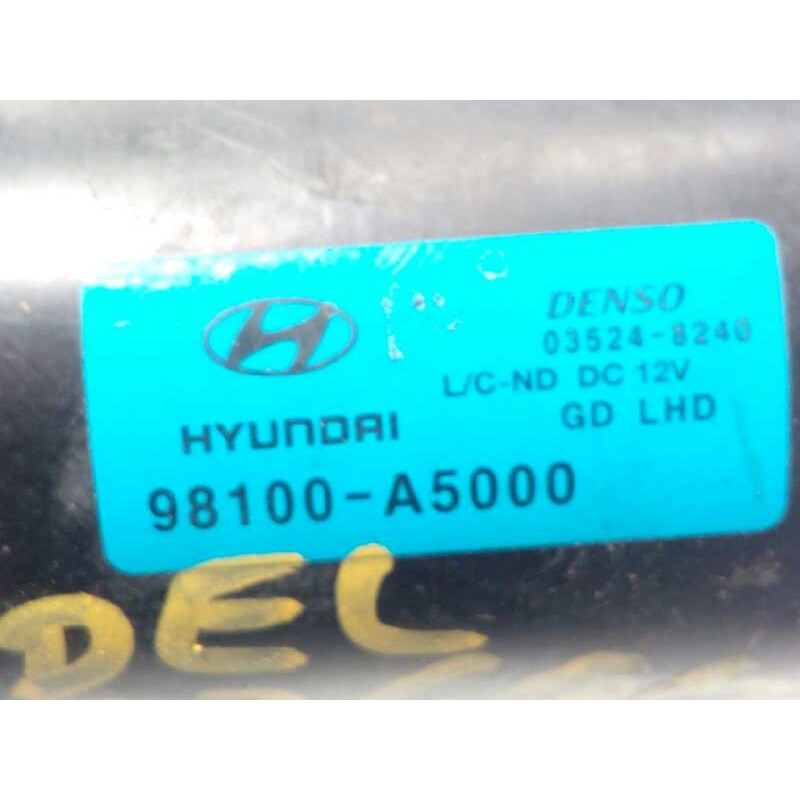 DENSO
03524-8240
L/C-ND DC 12V
HYUNDAI
GD LHD
98100-A5000
DEL